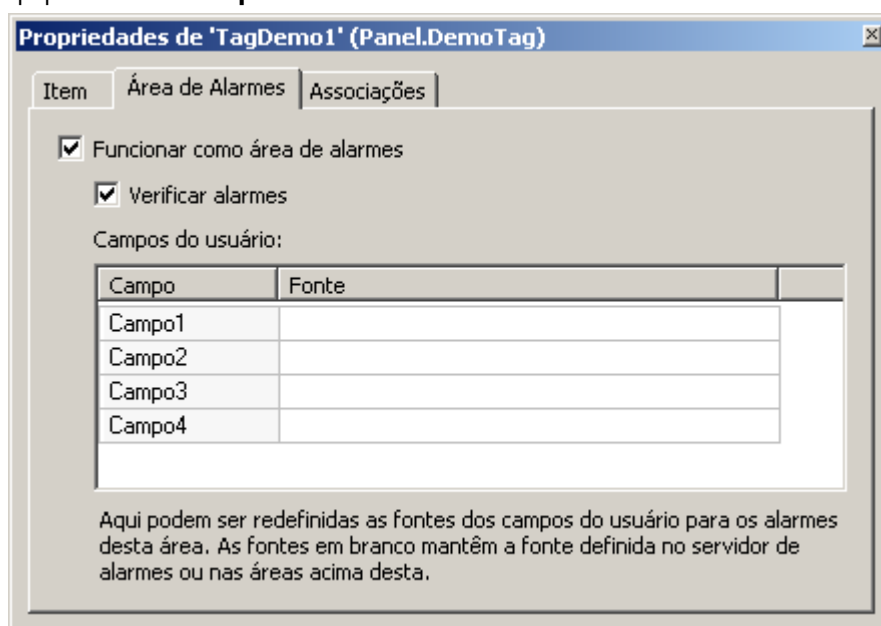 Propriedades de 'TagDemo1' (Panel.DemoTag)
Item Área de Alarmes Associações
Funcionar como área de alarmes
Verificar alarmes
Campos do usuário:
Campo Fonte
Campo1
Campo2
Campo3
Campo4
Aqui podem ser redefinidas as fontes dos campos do usuário para os alarmes
desta área. As fontes em branco mantêm a fonte definida no servidor de
alarmes ou nas áreas acima desta.